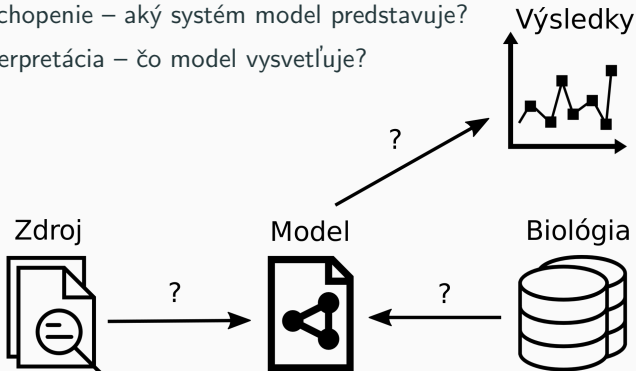 chopenie – aký systém model predstavuje?
Výsledky
erpretácia – čo model vysvetľuje?
?
Zdroj
Model
Biológia
?
?